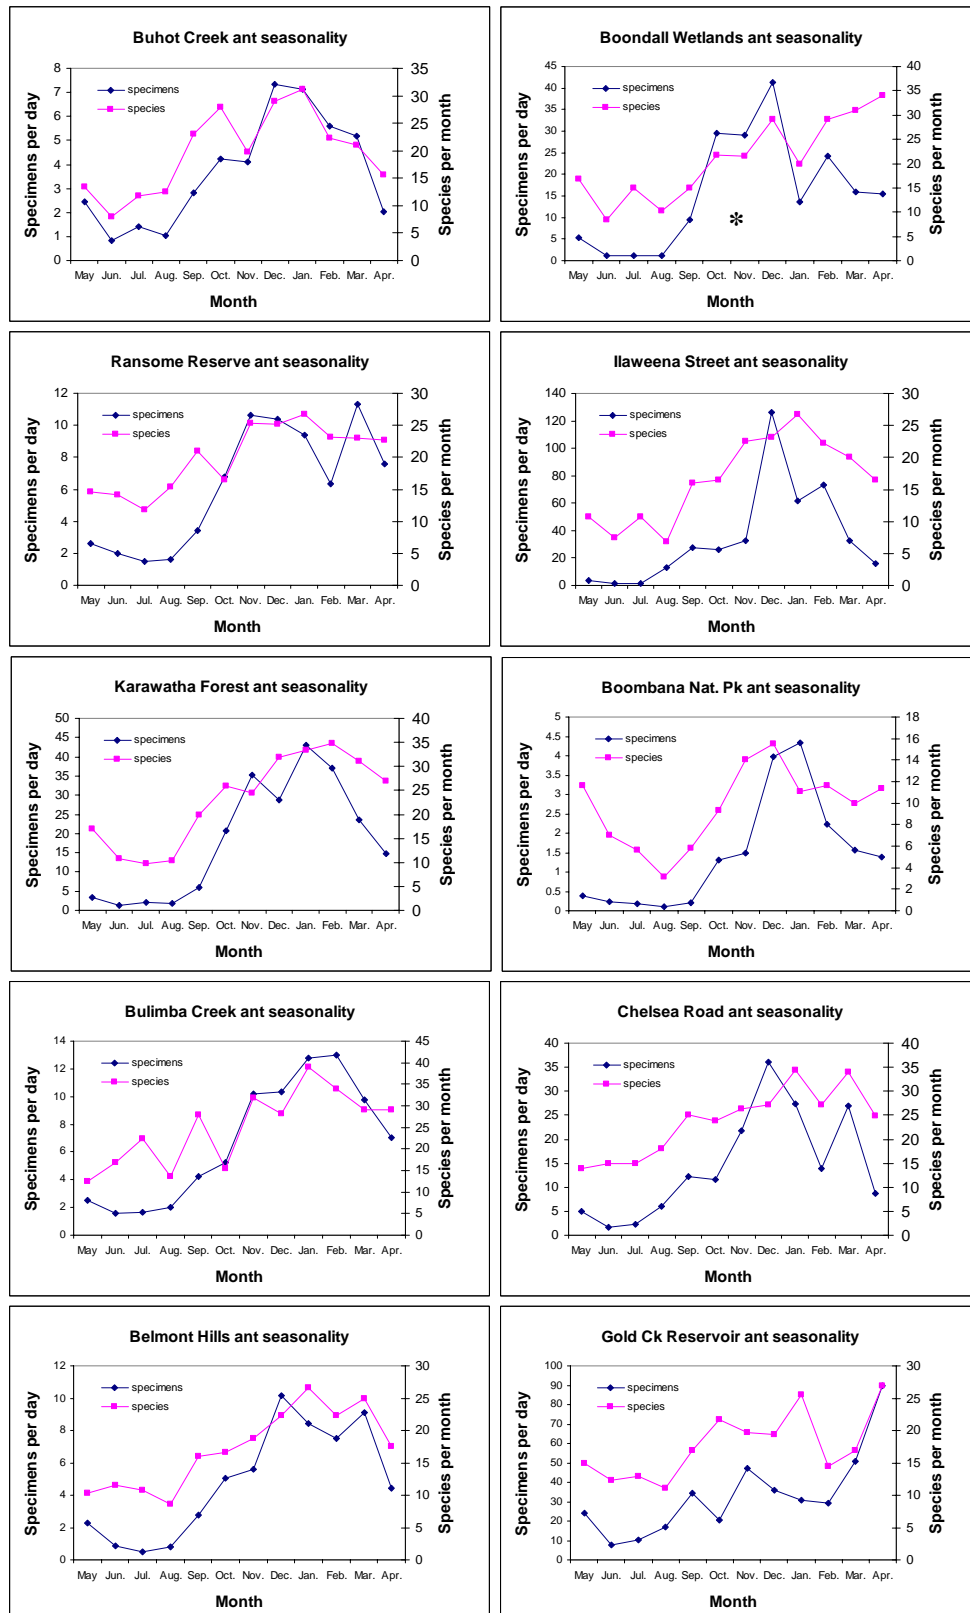 Buhot Creek ant seasonality
Specimens per day
8
7
6
5
4
3
2
1
0
specimens
species
35
30
25
20
15
10
5
0
Species per month
May Jun. Jul. Aug. Sep. Oct. Nov. Dec. Jan. Feb. Mar. Apr.
Month
Boondall Wetlands ant seasonality
Specimens per day
45
40
35
30
25
20
15
10
5
0
specimens
species
*
40
35
30
25
20
15
10
5
0
Species per month
May Jun. Jul. Aug. Sep. Oct. Nov. Dec. Jan. Feb. Mar. Apr.
Month
Ransome Reserve ant seasonality
Specimens per day
12
10
8
6
4
2
0
specimens
species
30
25
20
15
10
5
0
Species per month
May Jun. Jul. Aug. Sep. Oct. Nov. Dec. Jan. Feb. Mar. Apr.
Month
Ilaweena Street ant seasonality
Specimens per day
140
120
100
80
60
40
20
0
specimens
species
30
25
20
15
10
5
0
Species per month
May Jun. Jul. Aug. Sep. Oct. Nov. Dec. Jan. Feb. Mar. Apr.
Month
Karawatha Forest ant seasonality
Specimens per day
50
45
40
35
30
25
20
15
10
5
0
specimens
species
40
35
30
25
20
15
10
5
0
Species per month
May Jun. Jul. Aug. Sep. Oct. Nov. Dec. Jan. Feb. Mar. Apr.
Month
Boombana Nat. Pk ant seasonality
Specimens per day
5
4.5
4
3.5
3
2.5
2
1.5
1
0.5
0
specimens
species
18
16
14
12
10
8
6
4
2
0
Species per month
May Jun. Jul. Aug. Sep. Oct. Nov. Dec. Jan. Feb. Mar. Apr.
Month
Bulimba Creek ant seasonality
Specimens per day
14
12
10
8
6
4
2
0
specimens
species
45
40
35
30
25
20
15
10
5
0
Species per month
May Jun. Jul. Aug. Sep. Oct. Nov. Dec. Jan. Feb. Mar. Apr.
Month
Chelsea Road ant seasonality
Specimens per day
40
35
30
25
20
15
10
5
0
specimens
species
40
35
30
25
20
15
10
5
0
Species per month
May Jun. Jul. Aug. Sep. Oct. Nov. Dec. Jan. Feb. Mar. Apr.
Month
Belmont Hills ant seasonality
Specimens per day
12
10
8
6
4
2
0
specimens
species
30
25
20
15
10
5
0
Species per month
May Jun. Jul. Aug. Sep. Oct. Nov. Dec. Jan. Feb. Mar. Apr.
Month
Gold Ck Reservoir ant seasonality
Specimens per day
100
90
80
70
60
50
40
30
20
10
0
specimens
species
30
25
20
15
10
5
0
Species per month
May Jun. Jul. Aug. Sep. Oct. Nov. Dec. Jan. Feb. Mar. Apr.
Month